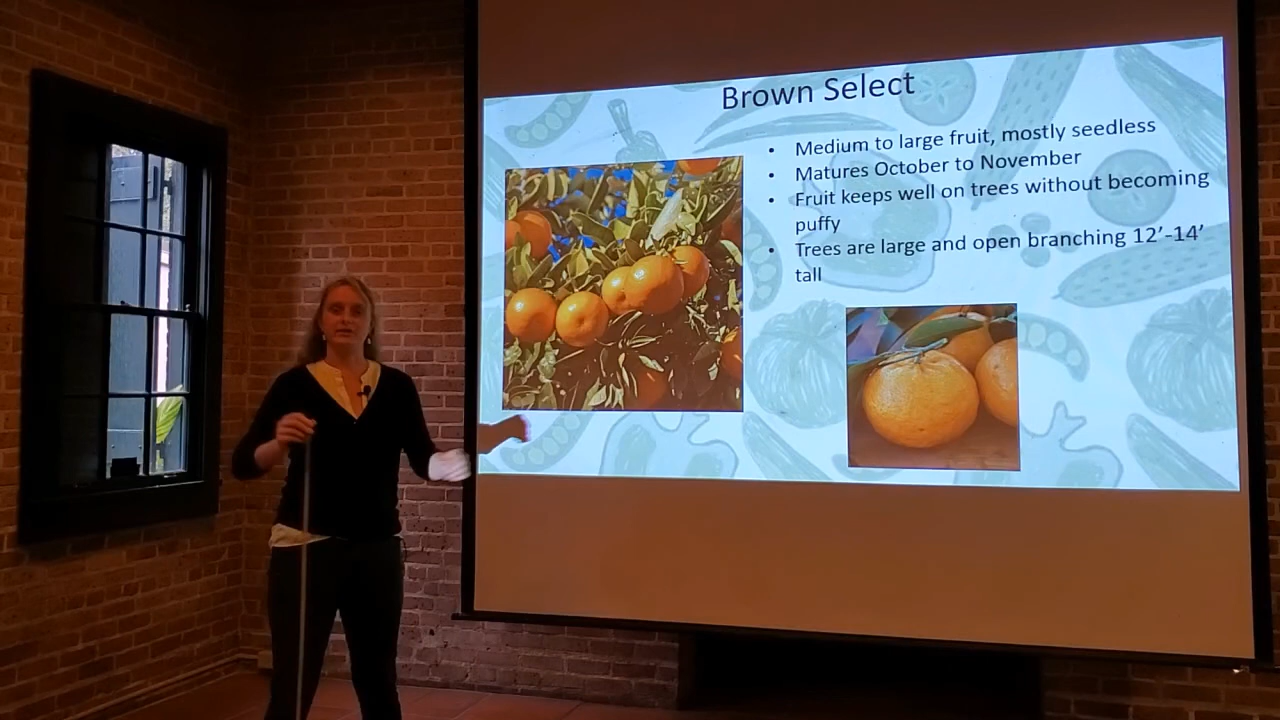 Brown Select
• Medium to large fruit, mostly seedless
• Matures October to November
• Fruit keeps well on trees without becoming
puffy
• Trees are large and open branching 12’-14’
tall